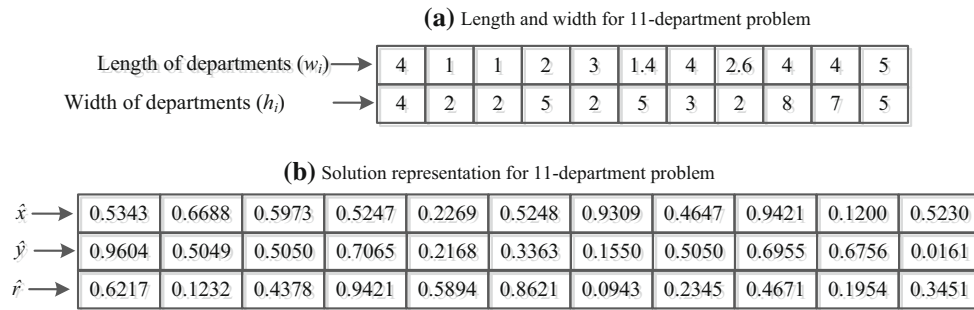 (a) Length and width for 11-department problem
Length of departments (wi) 4 1 1 2 3 1.4 4 2.6 4 4 5
Width of departments (hi) 4 2 2 5 2 5 3 2 8 7 5
(b) Solution representation for 11-department problem
x̂ 0.5343 0.6688 0.5973 0.5247 0.2269 0.5248 0.9309 0.4647 0.9421 0.1200 0.5230
ŷ 0.9604 0.5049 0.5050 0.7065 0.2168 0.3363 0.1550 0.5050 0.6955 0.6756 0.0161
r̂ 0.6217 0.1232 0.4378 0.9421 0.5894 0.8621 0.0943 0.2345 0.4671 0.1954 0.3451